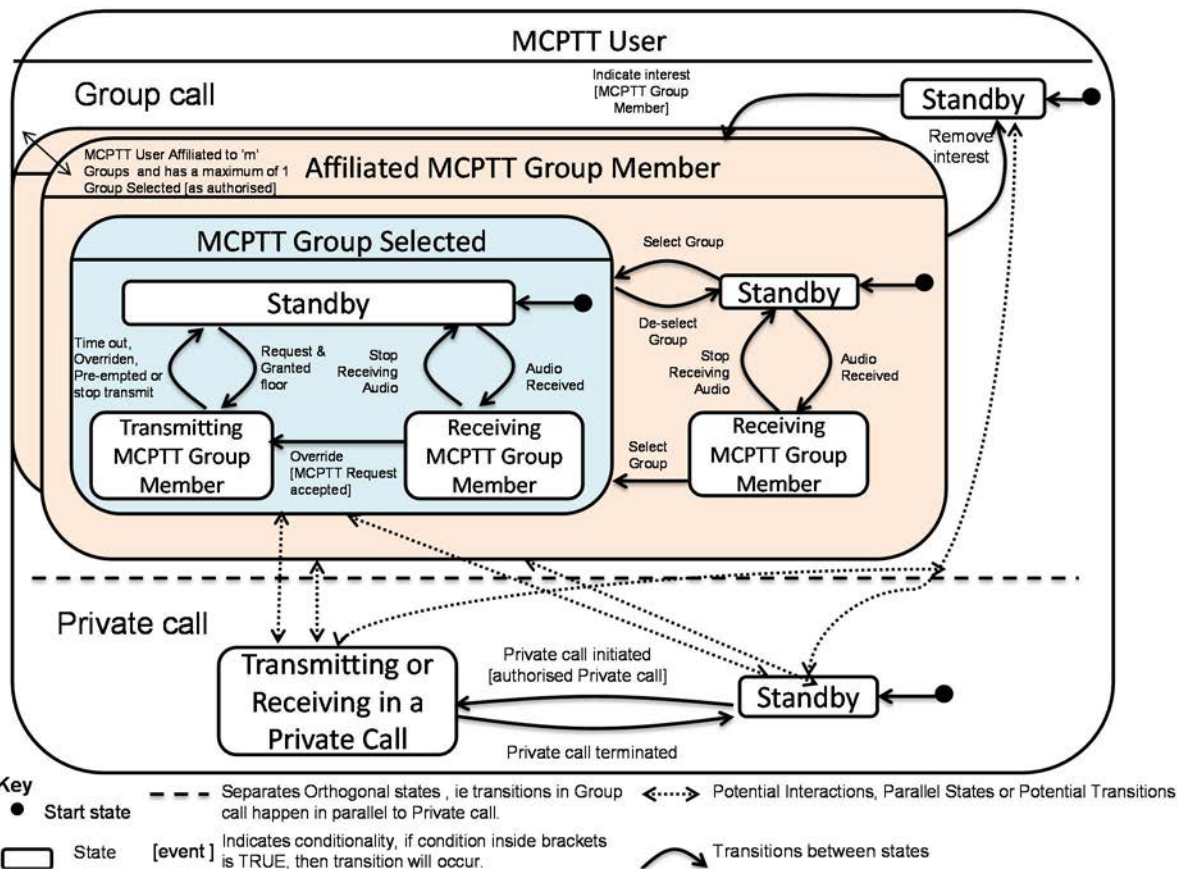 MCPTT User
Group call
Indicate interest
[MCPTT Group
Member]
Standby
Remove
interest
MCPTT User Affiliated to 'm'
Groups and has a maximum of 1
Group Selected [as authorised]
Affiliated MCPTT Group Member
MCPTT Group Selected
Select Group
Standby
Standby
De-select
Group
Time out,
Overriden,
Pre-empted or
stop transmit
Request &
Granted
floor
Stop
Receiving
Audio
Audio
Received
Stop
Receiving
Audio
Audio
Received
Transmitting
MCPTT Group
Member
Override
[MCPTT Request
accepted]
Receiving
MCPTT Group
Member
Select
Group
Receiving
MCPTT Group
Member
Private call
Transmitting or
Receiving in a
Private Call
Private call initiated
[authorised Private call]
Standby
Private call terminated
Key
Start state
Separates Orthogonal states , ie transitions in Group
call happen in parallel to Private call.
Potential Interactions, Parallel States or Potential Transitions
State
[event ]
Indicates conditionality, if condition inside brackets
is TRUE, then transition will occur.
Transitions between states